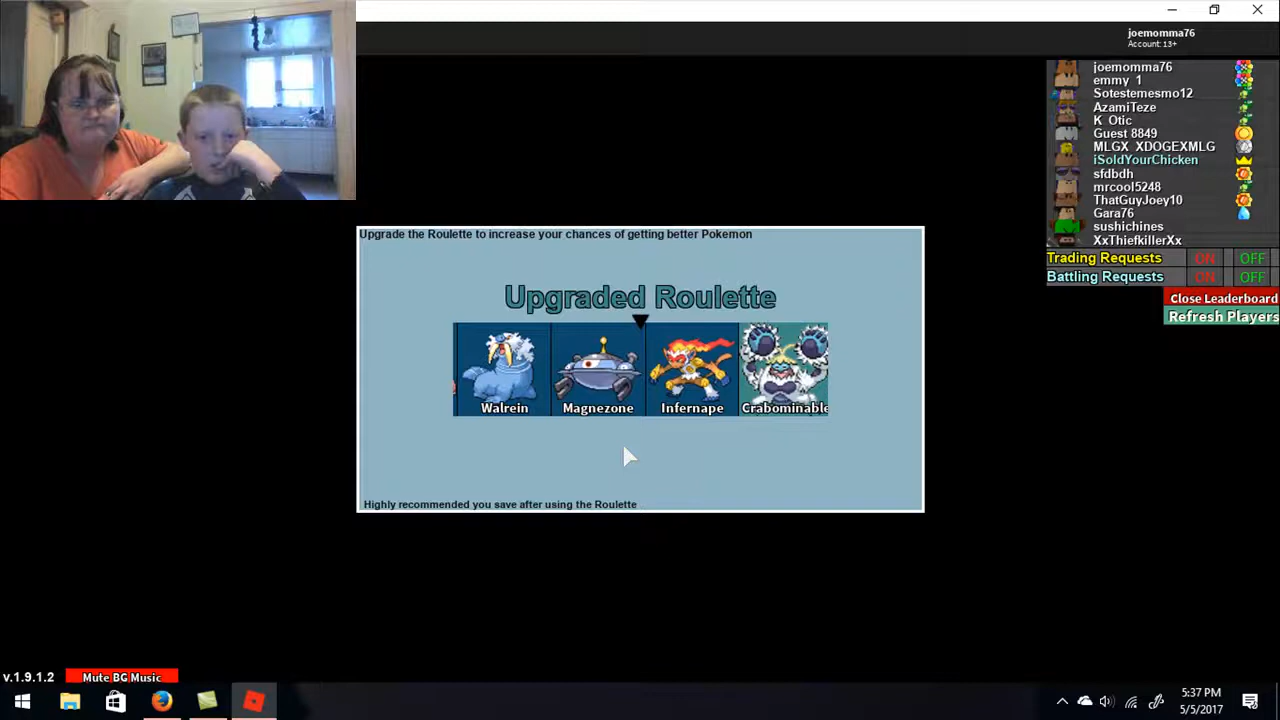 joemomma76
Account: 13+
joemomma76
emmy_1
Sotestemesmo12
AzamiTeze
K_Otic
Guest 8849
MLGX_XDOGEXMLG
iSoldYourChicken
sfdbdh
mrcool5248
ThatGuyJoey10
Gara76
sushichines
XxThiefkillerXx
Trading Requests ON OFF
Battling Requests ON OFF
Close Leaderboard
Refresh Players
Upgrade the Roulette to increase your chances of getting better Pokemon
Upgraded Roulette
Walrein Magnezone Infernape Crabominable
Highly recommended you save after using the Roulette
v.1.9.1.2 Mute BG Music
5:37 PM
5/5/2017